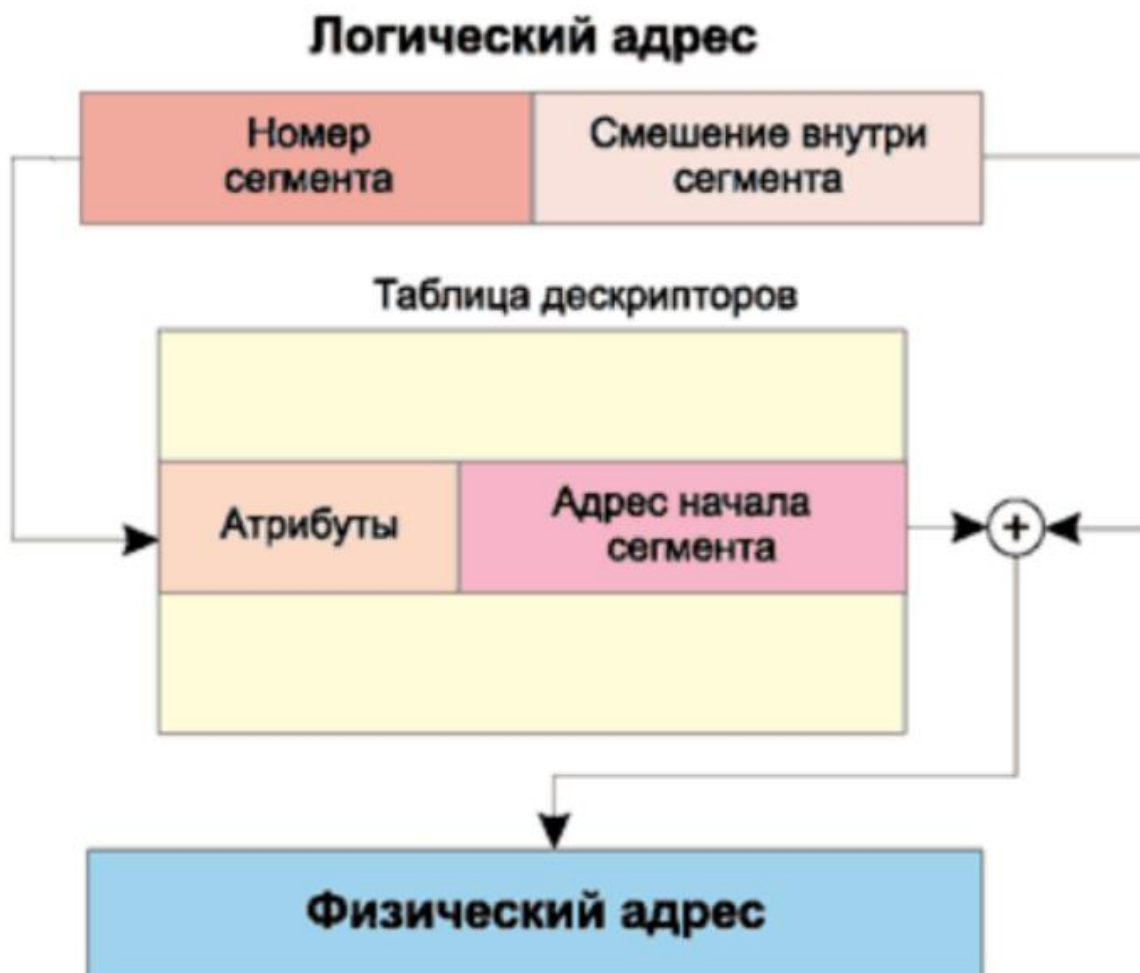 Логический адрес
Номер
сегмента
Смешение внутри
сегмента
Таблица дескрипторов
Атрибуты
Адрес начала
сегмента
+
Физический адрес